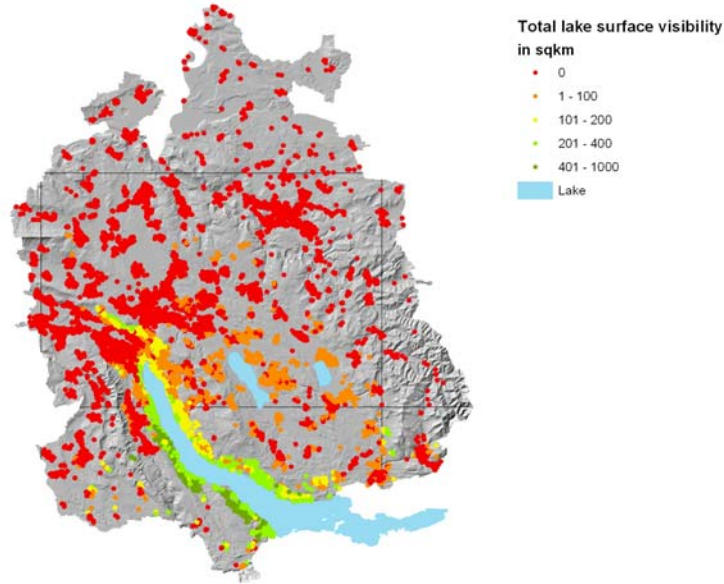 Total lake surface visibility
in sqkm
0
1 - 100
101 - 200
201 - 400
401 - 1000
Lake